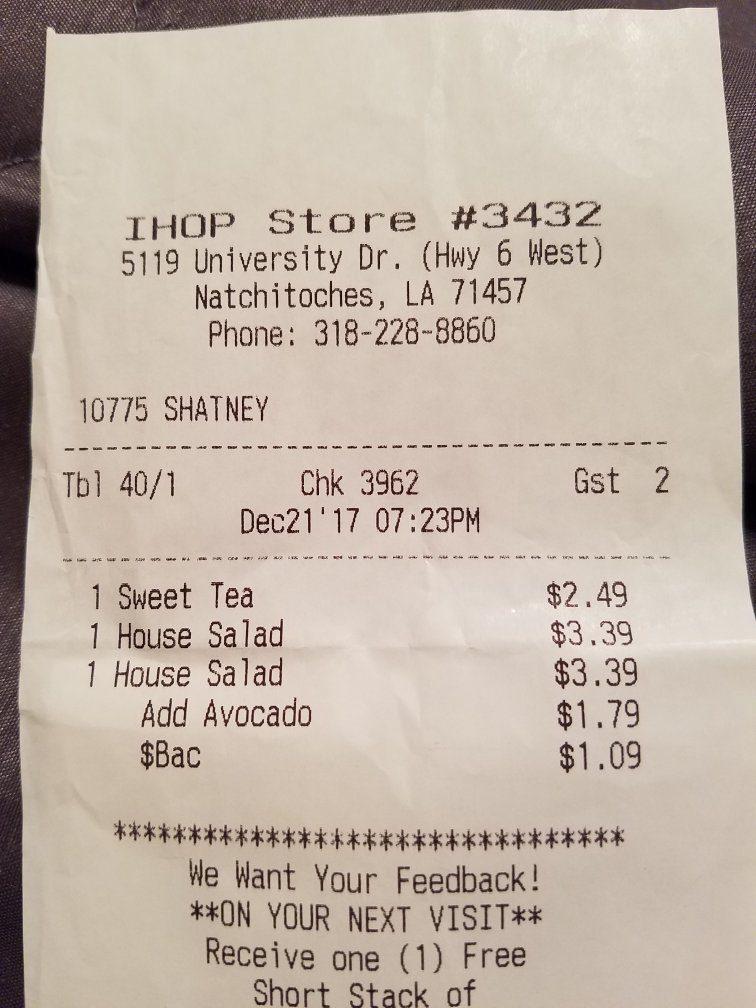 IHOP Store #3432
5119 University Dr. (Hwy 6 West)
Natchitoches, LA 71457
Phone: 318-228-8860
10775 SHATNEY
----------------------------------------
Tbl 40/1 Chk 3962 Gst 2
Dec21'17 07:23PM
----------------------------------------
1 Sweet Tea $2.49
1 House Salad $3.39
1 House Salad $3.39
Add Avocado $1.79
$Bac $1.09
*********************************
We Want Your Feedback!
**ON YOUR NEXT VISIT**
Receive one (1) Free
Short Stack of